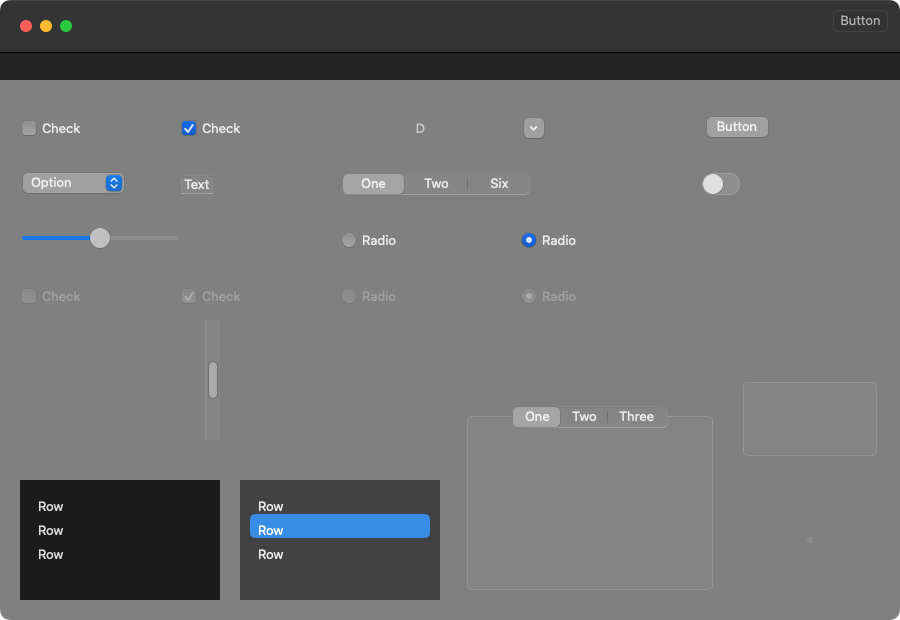 Button
Check
Check
D
Button
Option
Text
One
Two
Six
Radio
Radio
Check
Check
Radio
Radio
One
Two
Three
Row
Row
Row
Row
Row
Row